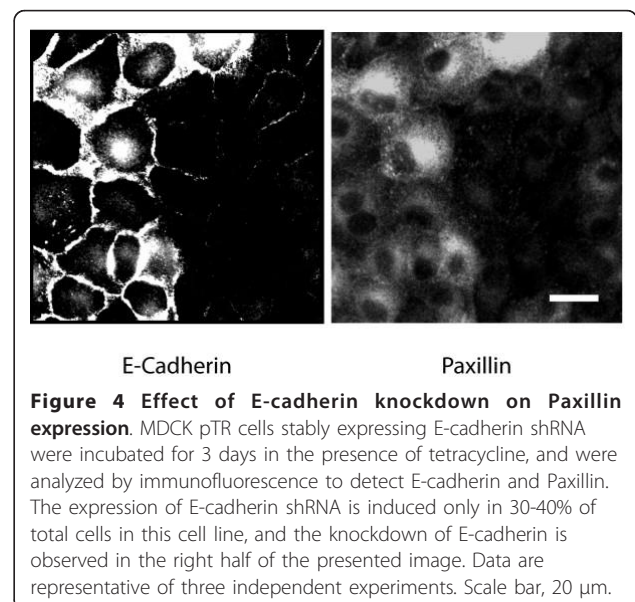 E-Cadherin Paxillin
Figure 4 Effect of E-cadherin knockdown on Paxillin
expression. MDCK pTR cells stably expressing E-cadherin shRNA
were incubated for 3 days in the presence of tetracycline, and were
analyzed by immunofluorescence to detect E-cadherin and Paxillin.
The expression of E-cadherin shRNA is induced only in 30-40% of
total cells in this cell line, and the knockdown of E-cadherin is
observed in the right half of the presented image. Data are
representative of three independent experiments. Scale bar, 20 μm.